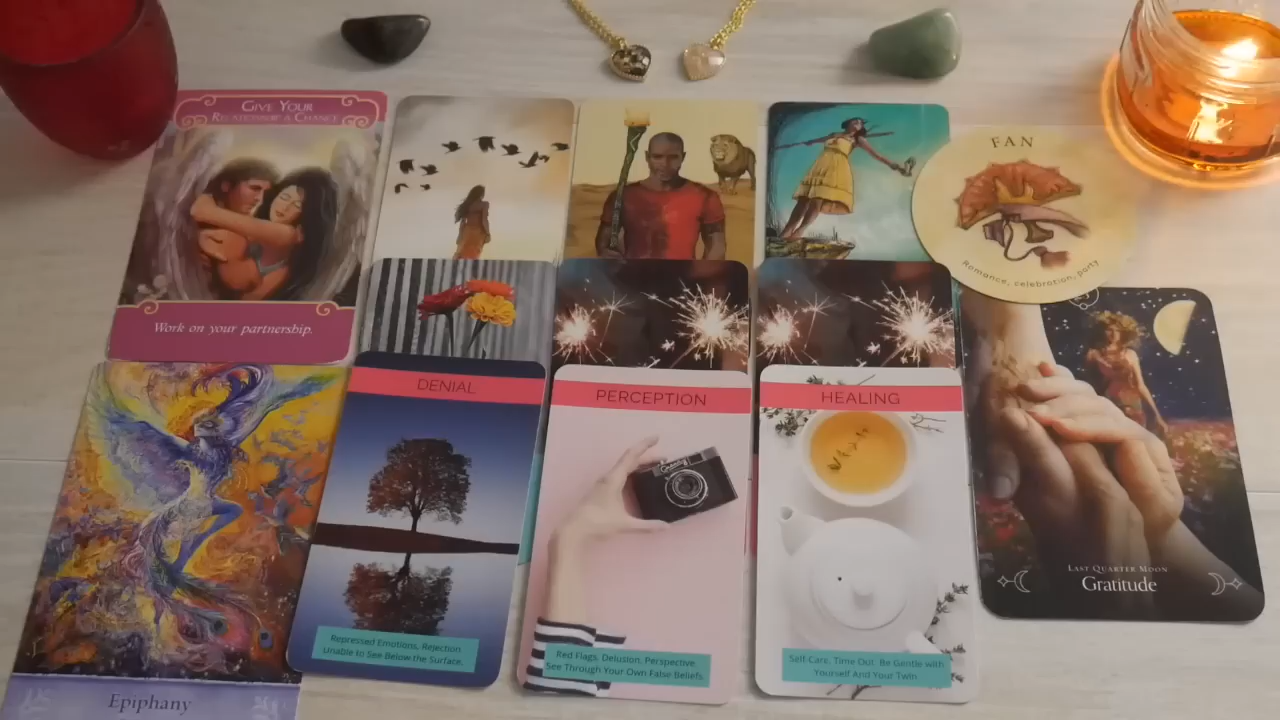 GIVE YOUR
RELATIONSHIP A CHANCE
Work on your partnership.
FAN
Romance, celebration, party
DENIAL
Repressed Emotions, Rejection
Unable to See Below the Surface.
PERCEPTION
Red Flags, Delusion, Perspective,
See Through Your Own False Beliefs.
HEALING
Self-Care, Time Out, Be Gentle with
Yourself And Your Twin.
LAST QUARTER MOON
Gratitude
Epiphany